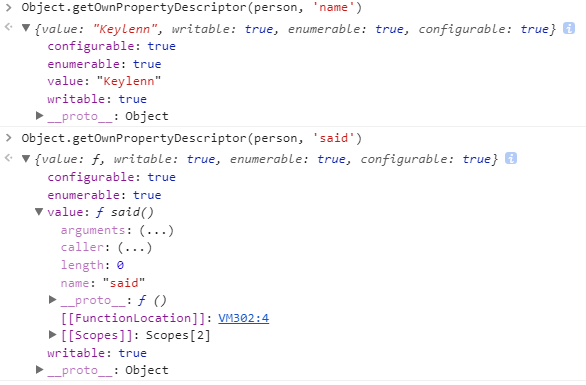 > Object.getOwnPropertyDescriptor(person, 'name')
<· ▼ {value: "Keylenn", writable: true, enumerable: true, configurable: true} i
configurable: true
enumerable: true
value: "Keylenn"
writable: true
▶ __proto__: Object
> Object.getOwnPropertyDescriptor(person, 'said')
<· ▼ {value: ƒ, writable: true, enumerable: true, configurable: true} i
configurable: true
enumerable: true
▼ value: ƒ said()
arguments: (...)
caller: (...)
length: 0
name: "said"
▶ __proto__: ƒ ()
[[FunctionLocation]]: VM302:4
▶ [[Scopes]]: Scopes[2]
writable: true
▶ __proto__: Object